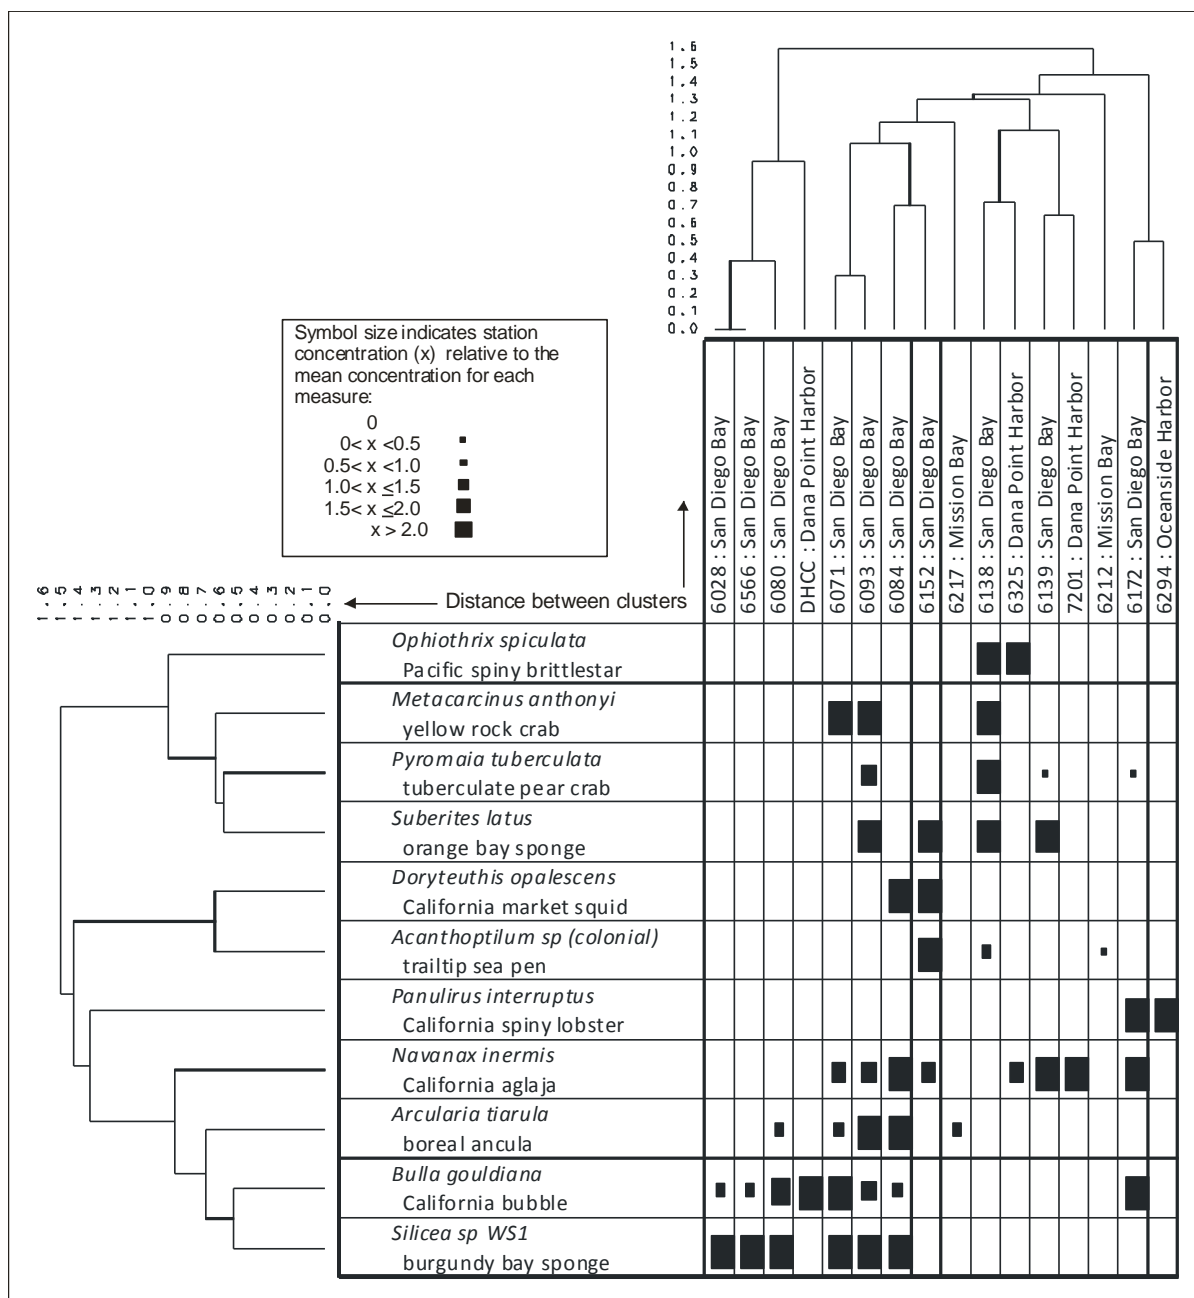 1.6
1.5
1.4
1.3
1.2
1.1
1.0
0.9
0.8
0.7
0.6
0.5
0.4
0.3
0.2
0.1
0.0
Symbol size indicates station
concentration (x) relative to the
mean concentration for each
measure:
0
0< x <0.5
0.5< x <1.0
1.0< x ≤1.5
1.5< x ≤2.0
x > 2.0
6028 : San Diego Bay
6566 : San Diego Bay
6080 : San Diego Bay
DHCC : Dana Point Harbor
6071 : San Diego Bay
6093 : San Diego Bay
6084 : San Diego Bay
6152 : San Diego Bay
6217 : Mission Bay
6138 : San Diego Bay
6325 : Dana Point Harbor
6139 : San Diego Bay
7201 : Dana Point Harbor
6212 : Mission Bay
6172 : San Diego Bay
6294 : Oceanside Harbor
1.6 1.5 1.4 1.3 1.2 1.1 1.0 0.9 0.8 0.7 0.6 0.5 0.4 0.3 0.2 0.1 0.0
Distance between clusters
Ophiothrix spiculata
Pacific spiny brittlestar
Metacarcinus anthonyi
yellow rock crab
Pyromaia tuberculata
tuberculate pear crab
Suberites latus
orange bay sponge
Doryteuthis opalescens
California market squid
Acanthoptilum sp (colonial)
trailtip sea pen
Panulirus interruptus
California spiny lobster
Navanax inermis
California aglaja
Arcularia tiarula
boreal ancula
Bulla gouldiana
California bubble
Silicea sp WS1
burgundy bay sponge